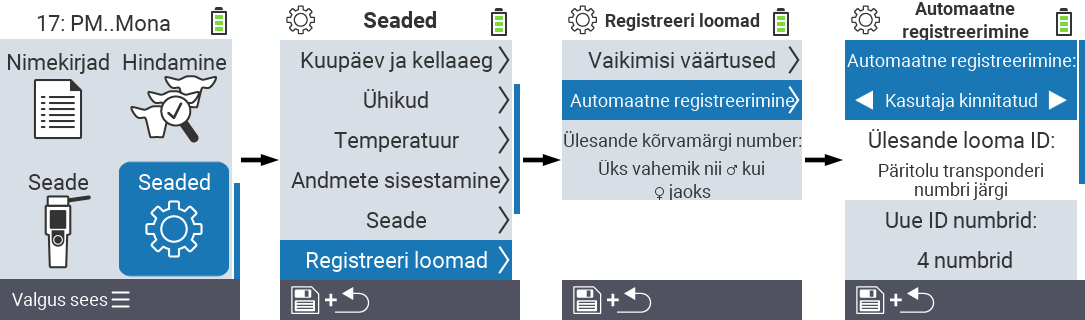 17: PM..Mona
Nimekirjad
Hindamine
Seade
Seaded
Valgus sees
Seaded
Kuupäev ja kellaaeg
Ühikud
Temperatuur
Andmete sisestamine
Seade
Registreeri loomad
+
Registreeri loomad
Vaikimisi väärtused
Automaatne registreerimine
Ülesande kõrvamärgi number:
Üks vahemik nii ♂ kui
♀ jaoks
+
Automaatne
registreerimine
Automaatne registreerimine:
Kasutaja kinnitatud
Ülesande looma ID:
Päritolu transponderi
numbri järgi
Uue ID numbrid:
4 numbrid
+